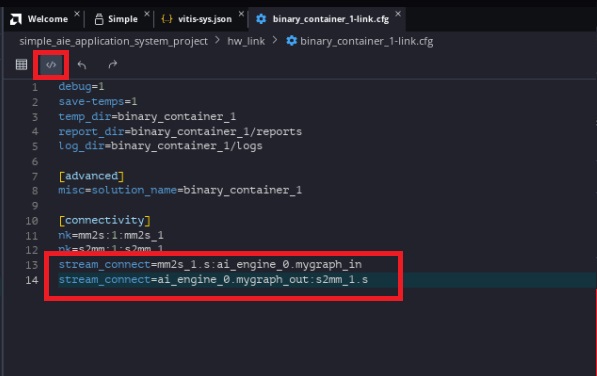 Welcome × Simple × vitis-sys.json × binary_container_1-link.cfg ×
simple_aie_application_system_project > hw_link > binary_container_1-link.cfg
</>
1 debug=1
2 save-temps=1
3 temp_dir=binary_container_1
4 report_dir=binary_container_1/reports
5 log_dir=binary_container_1/logs
6
7 [advanced]
8 misc=solution_name=binary_container_1
9
10 [connectivity]
11 nk=mm2s:1:mm2s_1
12 nk=s2mm:1:s2mm_1
13 stream_connect=mm2s_1.s:ai_engine_0.mygraph_in
14 stream_connect=ai_engine_0.mygraph_out:s2mm_1.s